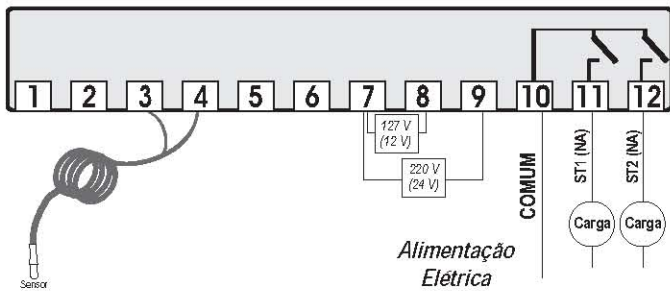 1 2 3 4 5 6 7 8 9 10 11 12
127 V
(12 V)
220 V
(24 V)
COMUM
ST1 (NA)
ST2 (NA)
Carga
Carga
Alimentação
Elétrica
Sensor